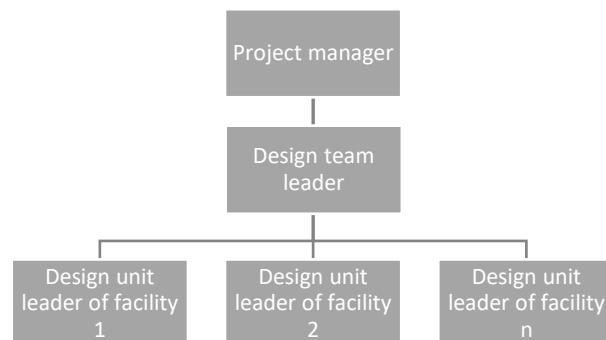 Project manager
Design team
leader
Design unit
leader of facility
1
Design unit
leader of facility
2
Design unit
leader of facility
n